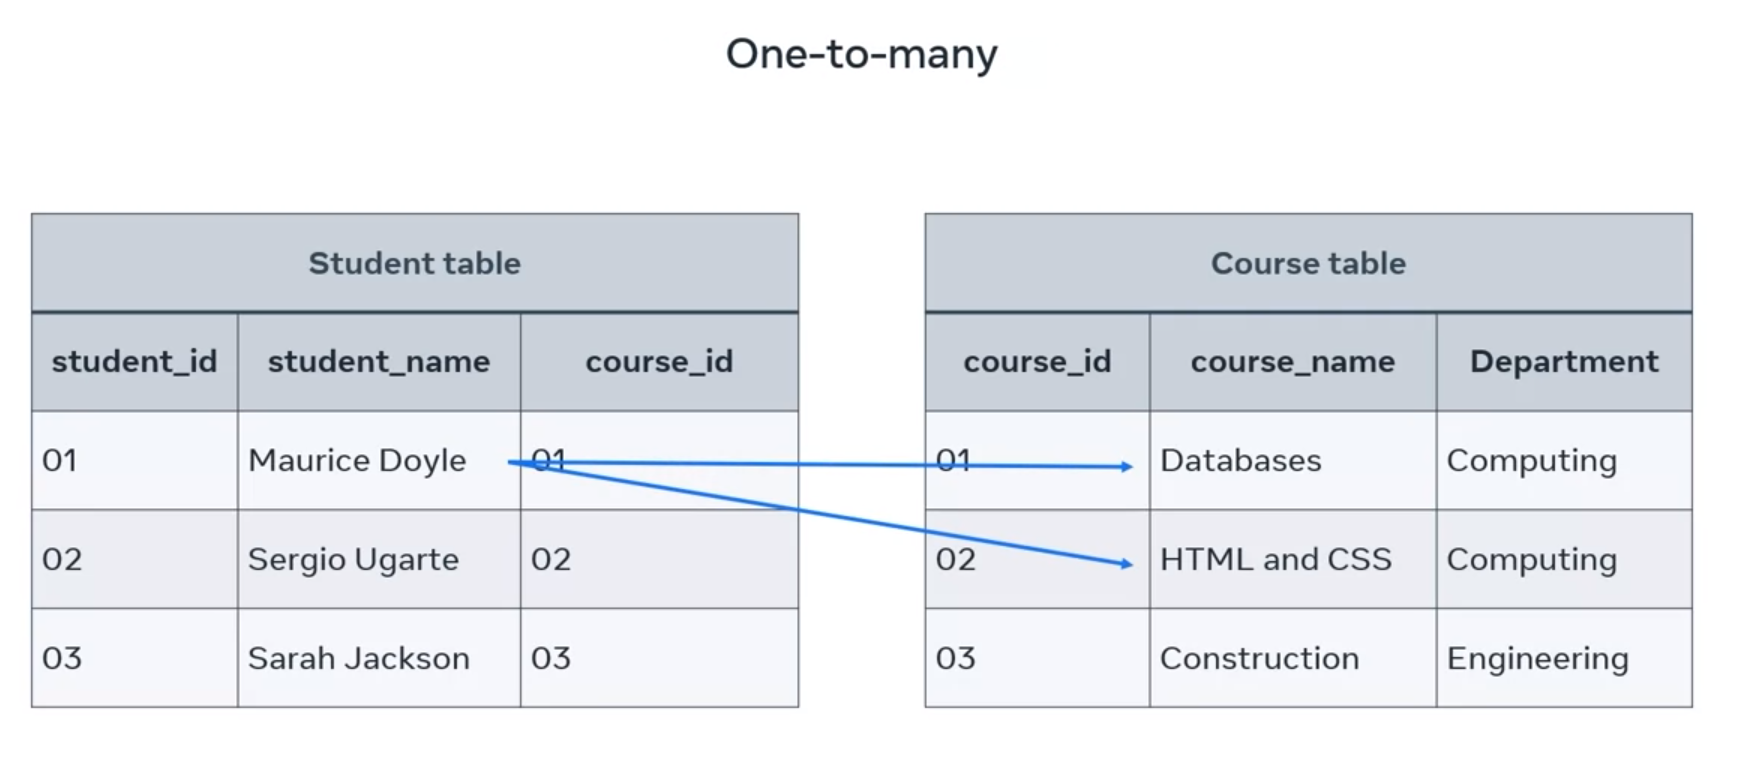 One-to-many
Student table
student_id student_name course_id
01 Maurice Doyle 01
02 Sergio Ugarte 02
03 Sarah Jackson 03
Course table
course_id course_name Department
01 Databases Computing
02 HTML and CSS Computing
03 Construction Engineering